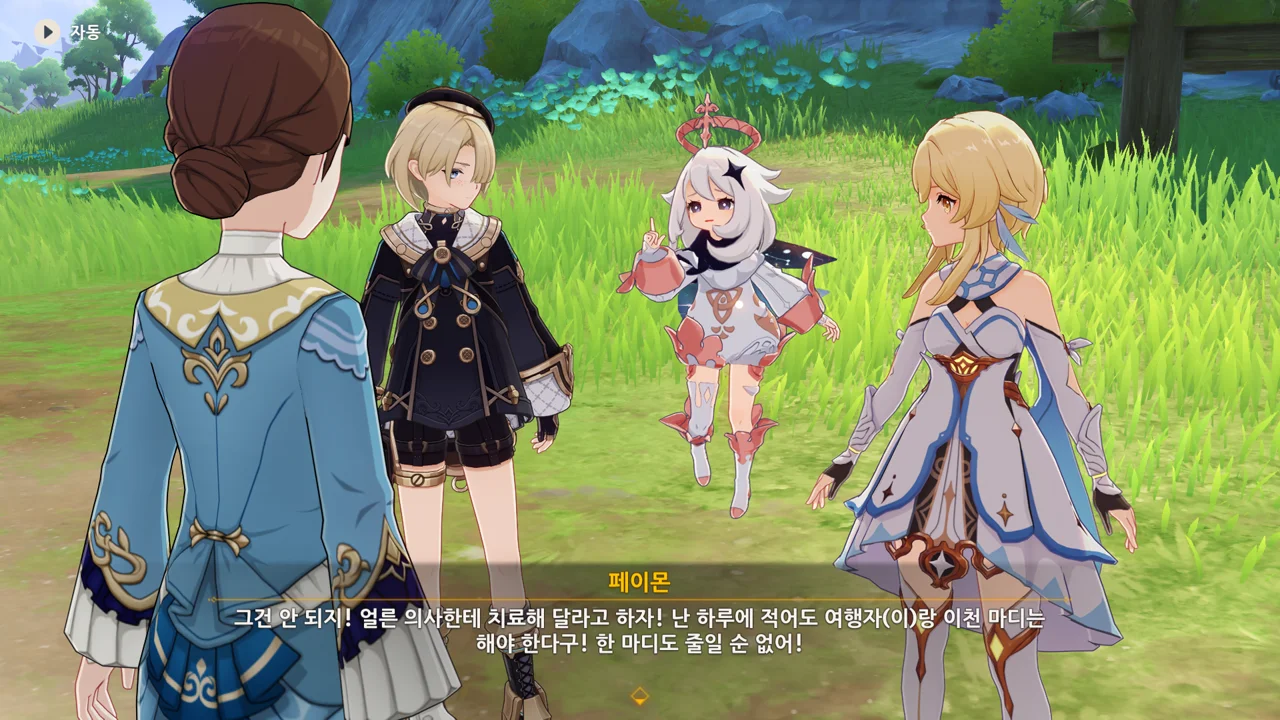 자동
페이몬
그건 안 되지! 얼른 의사한테 치료해 달라고 하자! 난 하루에 적어도 여행자(이)랑 이천 마디는
해야 한다구! 한 마디도 줄일 순 없어!